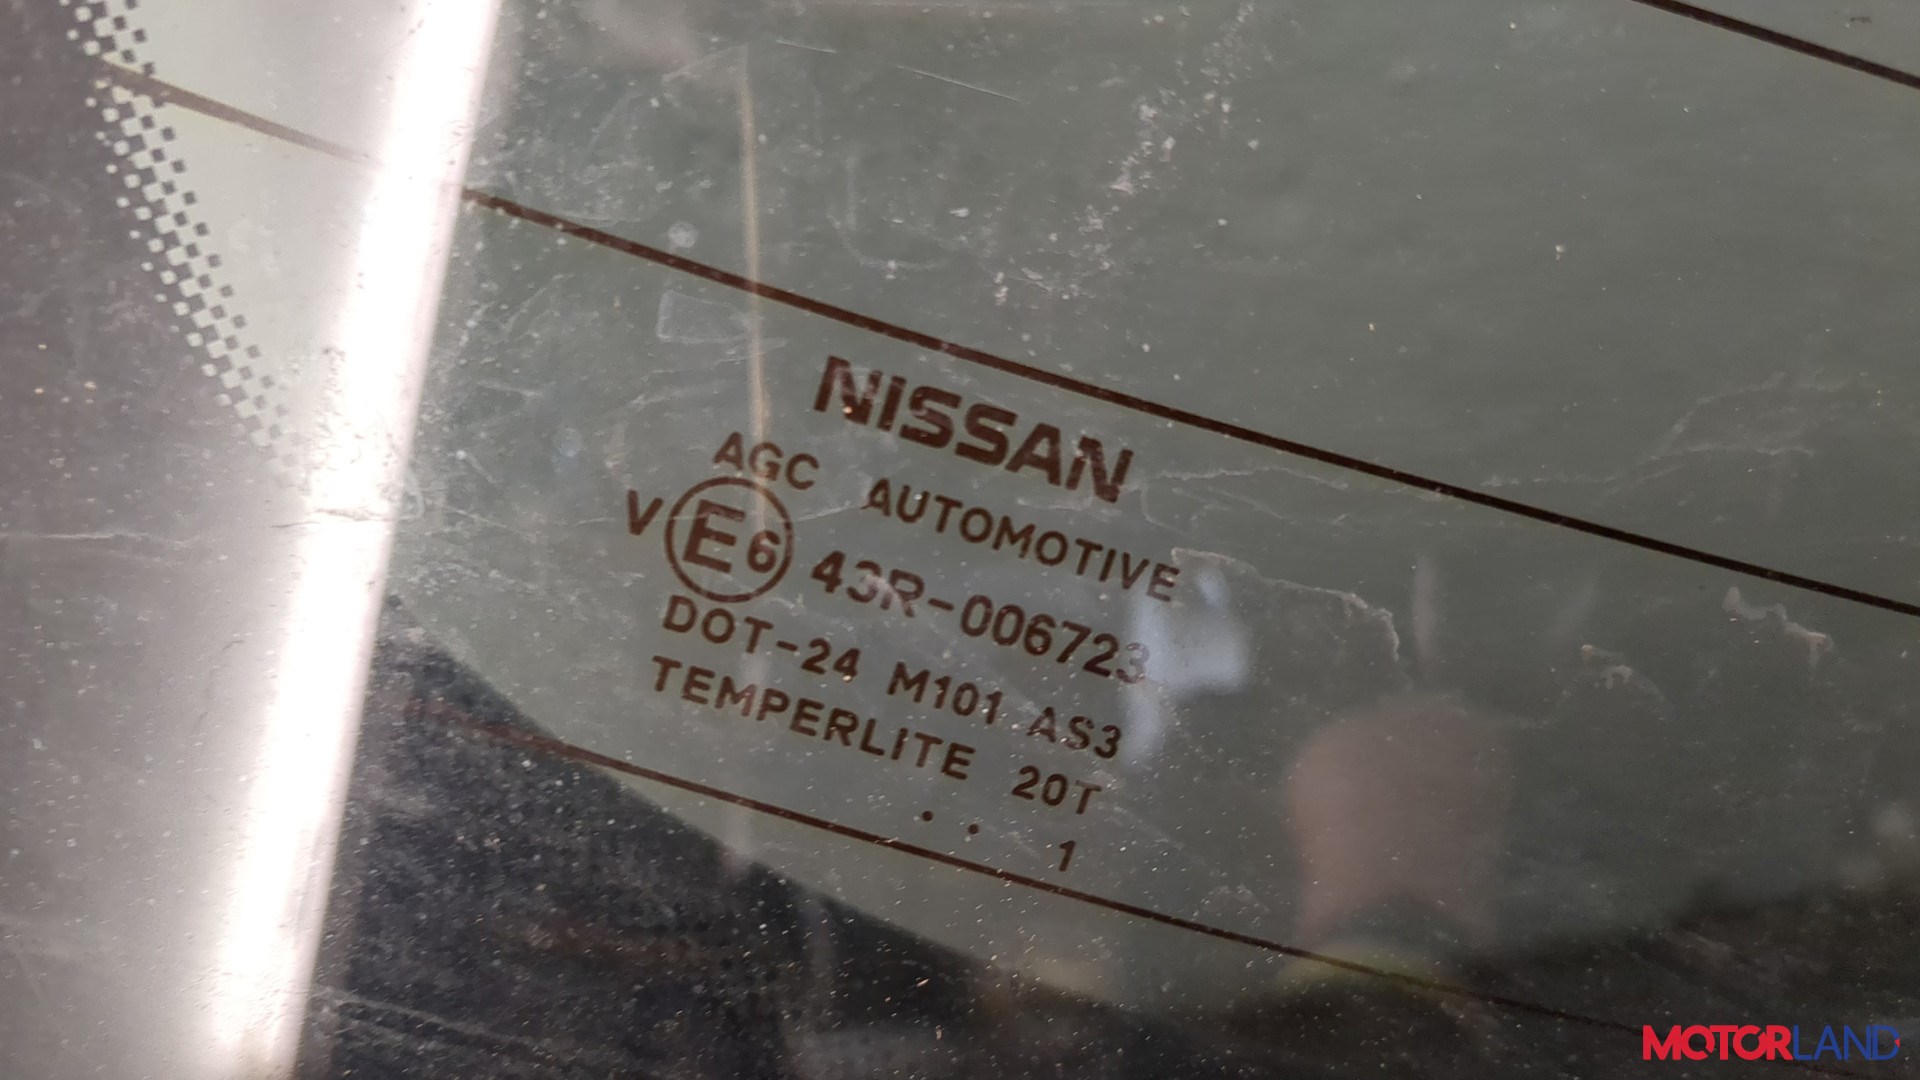 NISSAN
AGC AUTOMOTIVE
V E6 43R-006723
DOT-24 M101 AS3
TEMPERLITE 20T
. . 1
MOTORLAND